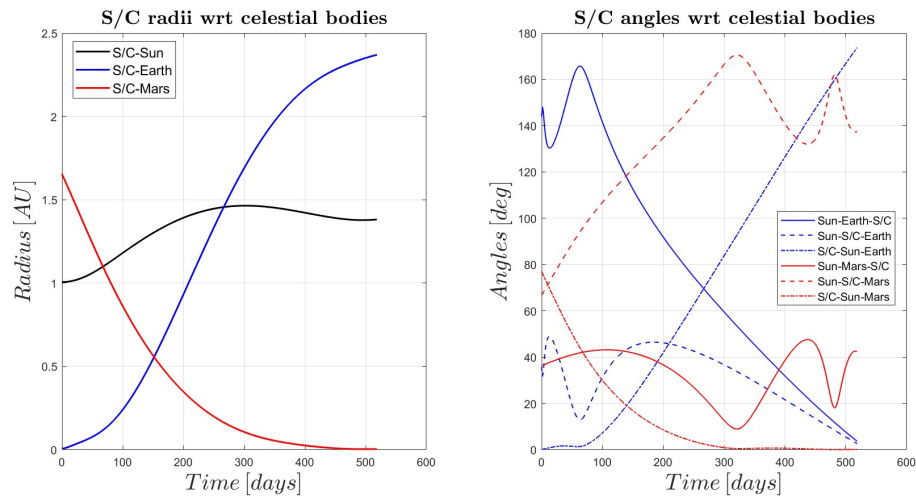 S/C radii wrt celestial bodies
2.5
2
1.5
1
0.5
0
Radius [AU]
S/C-Sun
S/C-Earth
S/C-Mars
0 100 200 300 400 500 600
Time [days]
S/C angles wrt celestial bodies
180
160
140
120
100
80
60
40
20
0
Angles [deg]
Sun-Earth-S/C
Sun-S/C-Earth
S/C-Sun-Earth
Sun-Mars-S/C
Sun-S/C-Mars
S/C-Sun-Mars
0 100 200 300 400 500 600
Time [days]